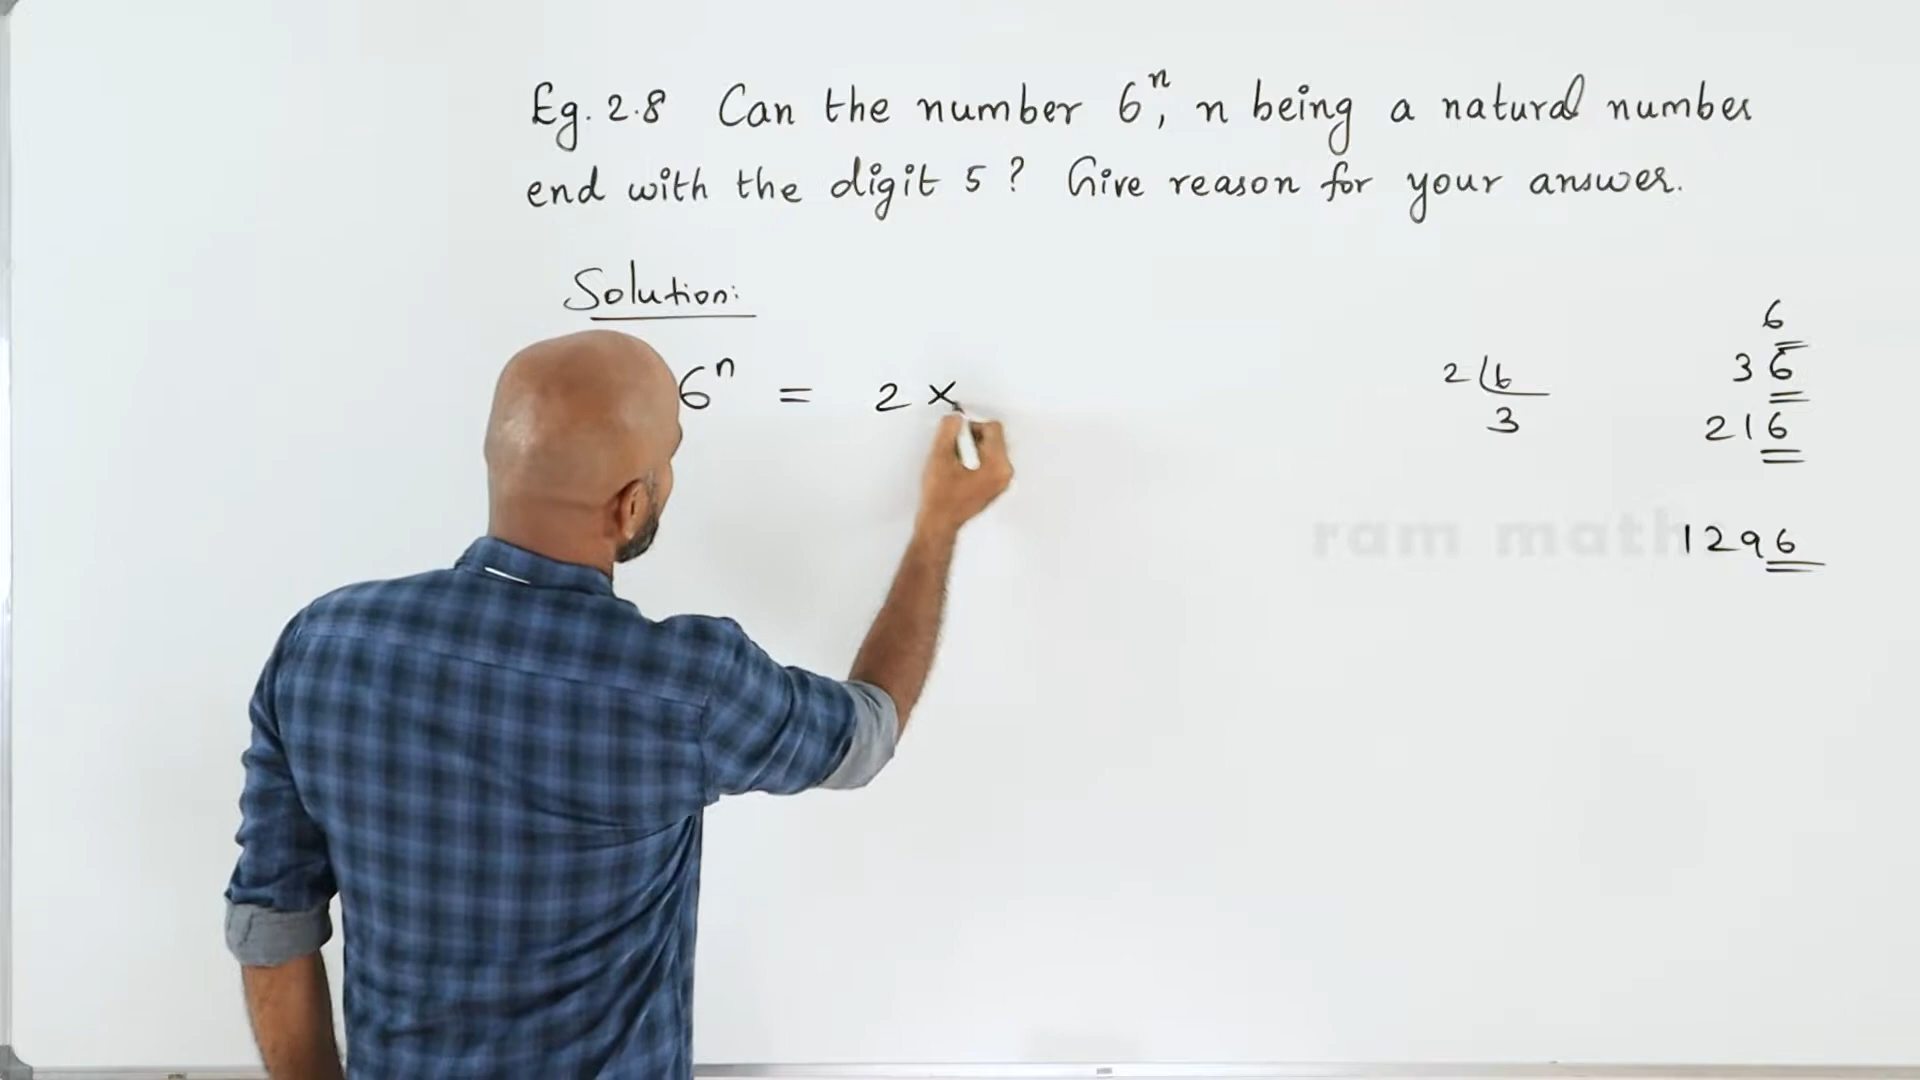 Eg. 2.8 Can the number 6ⁿ, n being a natural number
end with the digit 5? Give reason for your answer.
Solution:
6ⁿ = 2 ×
2 6
3
6
36
216
1296
ram math